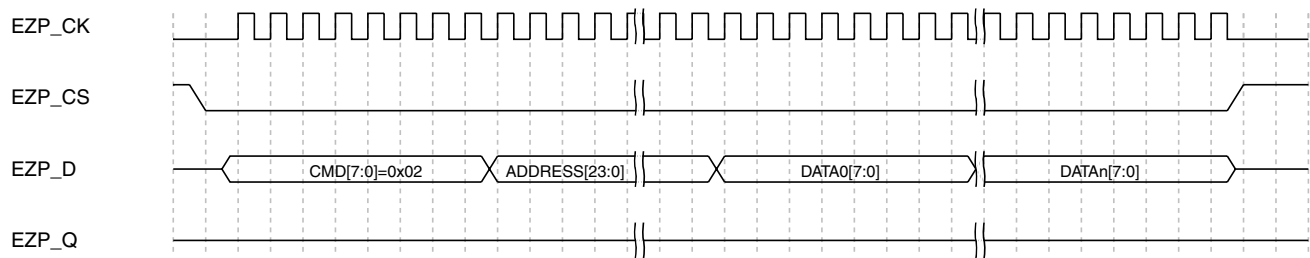 EZP_CK
EZP_CS
EZP_D CMD[7:0]=0x02 ADDRESS[23:0] DATA0[7:0] DATAn[7:0]
EZP_Q